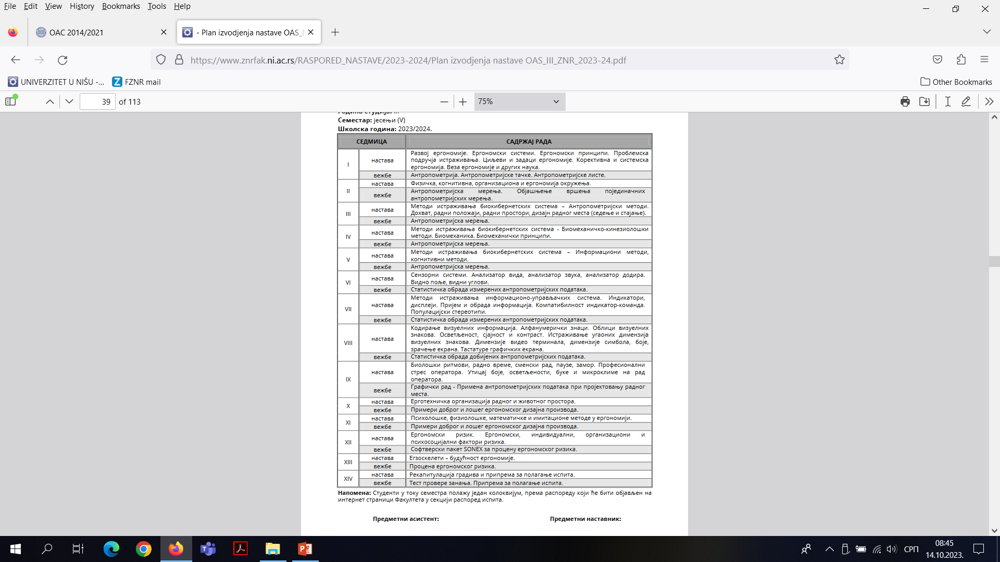 File Edit View History Bookmarks Tools Help
OAC 2014/2021
- Plan izvodjenja nastave OAS_I
https://www.znrfak.ni.ac.rs/RASPORED_NASTAVE/2023-2024/Plan izvodjenja nastave OAS_III_ZNR_2023-24.pdf
UNIVERZITET U NIŠU -...
FZNR mail
Other Bookmarks
39 of 113
75%
Семестар: јесењи (V)
Школска година: 2023/2024.
СЕДМИЦА САДРЖАЈ РАДА
I
настава
Развој ергономије. Ергономски системи. Ергономски принципи. Проблемска
подручја истраживања. Циљеви и задаци ергономије. Корективна и системска
ергономија. Веза ергономије и других наука.
вежбе
Антропометрија. Антропометријске тачке. Антропометријске листе.
II
настава
Физичка, когнитивна, организациона и ергономија окружења.
вежбе
Антропометријска мерења. Објашњење вршења појединачних
антропометријских мерења.
III
настава
Методи истраживања биокибернетских система – Антропометријски методи.
Дохват, радни положаји, радни простори, дизајн радног места (седење и стајање).
вежбе
Антропометријска мерења.
IV
настава
Методи истраживања биокибернетских система - Биомеханичко-кинезиолошки
методи. Биомеханика. Биомеханички принципи.
вежбе
Антропометријска мерења.
V
настава
Методи истраживања биокибернетских система – Информациони методи,
когнитивни методи.
вежбе
Антропометријска мерења.
VI
настава
Сензорни системи. Анализатор вида, анализатор звука, анализатор додира.
Видно поље, видни углови.
вежбе
Статистичка обрада измерених антропометријских података.
VII
настава
Методи истраживања информационо-управљачких система. Индикатори,
дисплеји. Пријем и обрада информација. Компатибилност индикатор-команда.
Популацијски стереотипи.
вежбе
Статистичка обрада измерених антропометријских података.
VIII
настава
Кодирање визуелних информација. Алфанумерички знаци. Облици визуелних
знакова. Осветљеност, сјајност и контраст. Истраживање угаоних димензија
визуелних знакова. Димензије видео терминала, димензије симбола, боје,
зрачење екрана. Тастатуре графичких екрана.
вежбе
Статистичка обрада добијених антропометријских података.
IX
настава
Биолошки ритмови, радно време, сменски рад, паузе, замор. Професионални
стрес оператора. Утицај боје, осветљености, буке и микроклиме на рад
оператора.
вежбе
Графички рад - Примена антропометријских података при пројектовању радног
места.
X
настава
Ерготехничка организација радног и животног простора.
вежбе
Примери доброг и лошег ергономског дизајна производа.
XI
настава
Психолошке, физиолошке, математичке и имитационе методе у ергономији.
вежбе
Примери доброг и лошег ергономског дизајна производа.
XII
настава
Ергономски ризик. Ергономски, индивидуални, организациони и
психосоцијални фактори ризика.
вежбе
Софтверски пакет SONEX за процену ергономског ризика.
XIII
настава
Егзоскелети – будућност ергономије.
вежбе
Процена ергономског ризика.
XIV
настава
Рекапитулација градива и припрема за полагање испита.
вежбе
Тест провере занања. Припрема за полагање испита.
Напомена: Студенти у току семестра полажу један колоквијум, према распореду који ће бити објављен на
интернет страници Факултета у секцији распоред испита.
Предметни асистент: Предметни наставник:
СРП
08:45
14.10.2023.